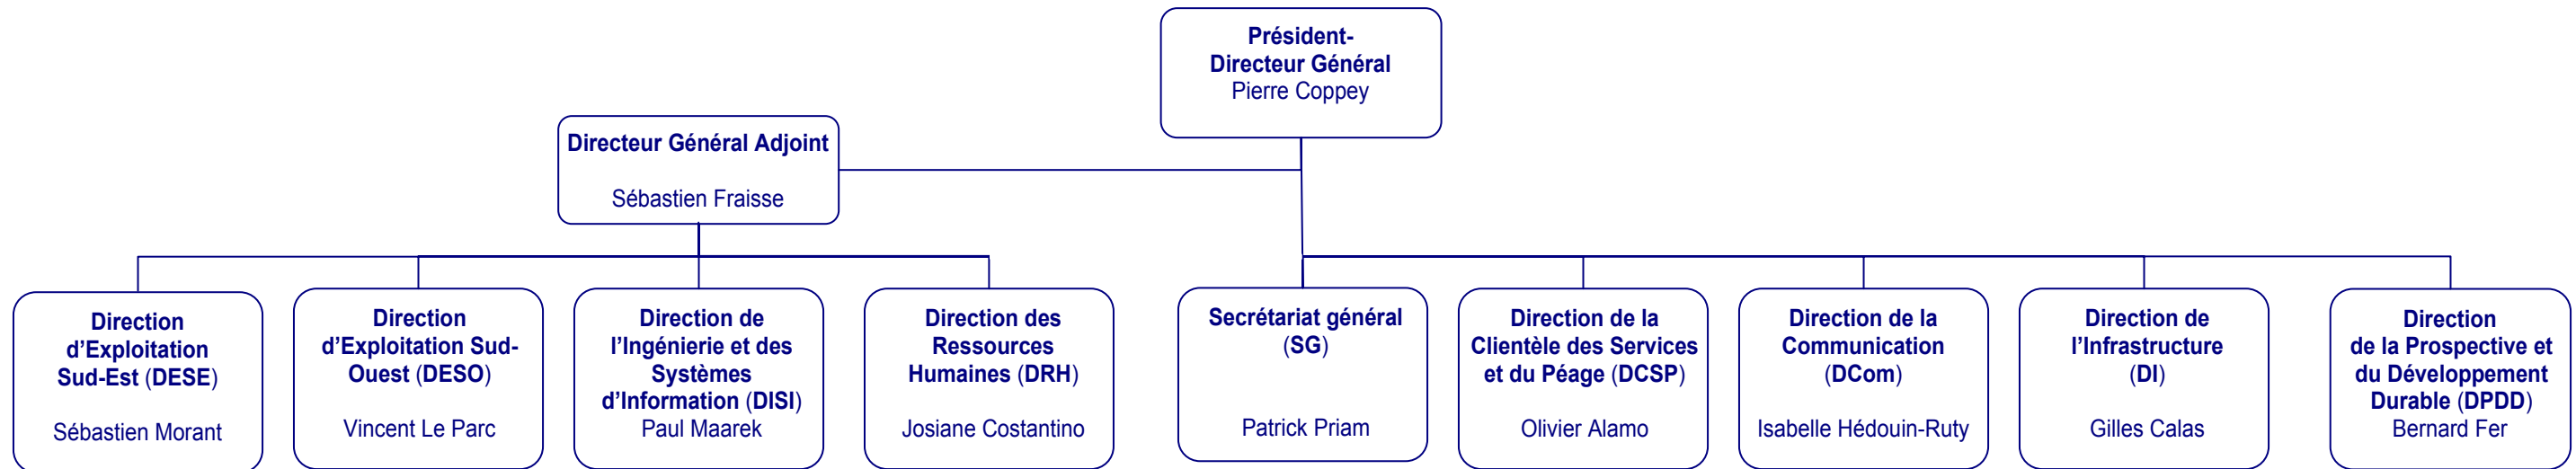 Président-
Directeur Général
Pierre Coppey
Directeur Général Adjoint
Sébastien Fraisse
Direction
d’Exploitation
Sud-Est (DESE)
Sébastien Morant
Direction
d’Exploitation Sud-
Ouest (DESO)
Vincent Le Parc
Direction de
l’Ingénierie et des
Systèmes
d’Information (DISI)
Paul Maarek
Direction des
Ressources
Humaines (DRH)
Josiane Costantino
Secrétariat général
(SG)
Patrick Priam
Direction de la
Clientèle des Services
et du Péage (DCSP)
Olivier Alamo
Direction de la
Communication
(DCom)
Isabelle Hédouin-Ruty
Direction de
l’Infrastructure
(DI)
Gilles Calas
Direction
de la Prospective et
du Développement
Durable (DPDD)
Bernard Fer